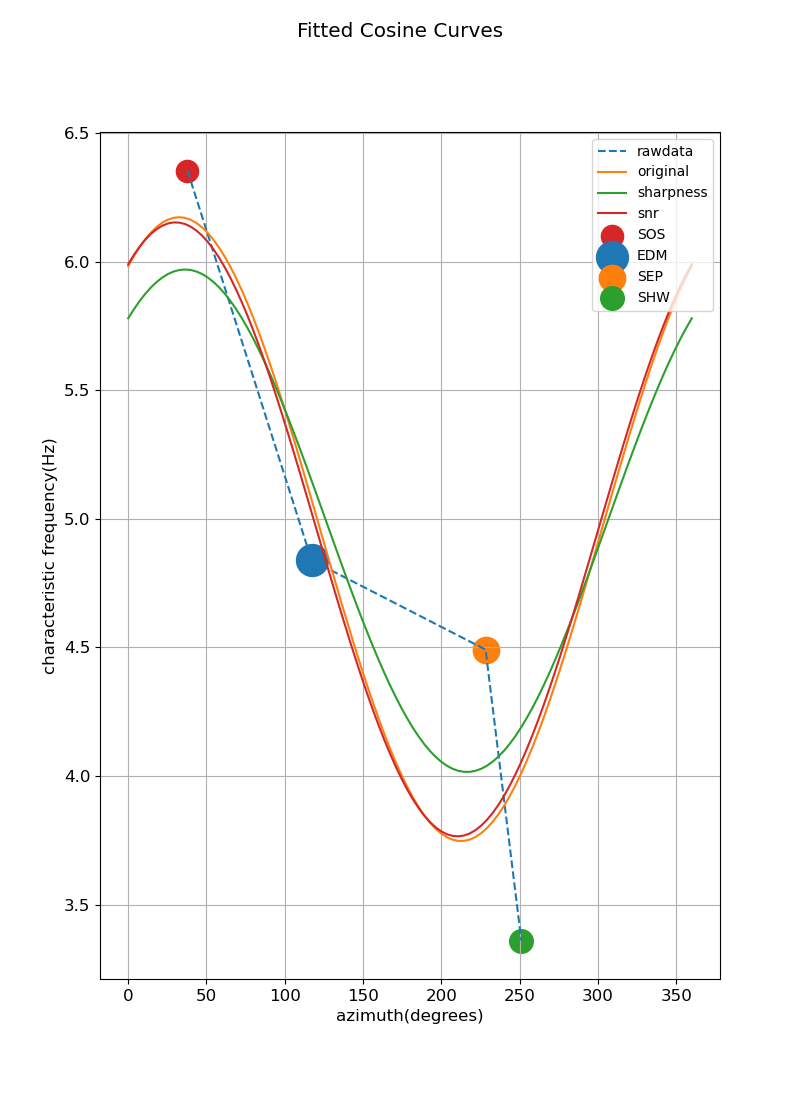 Fitted Cosine Curves
6.5
6.0
5.5
5.0
4.5
4.0
3.5
characteristic frequency(Hz)
rawdata
original
sharpness
snr
SOS
EDM
SEP
SHW
0 50 100 150 200 250 300 350
azimuth(degrees)